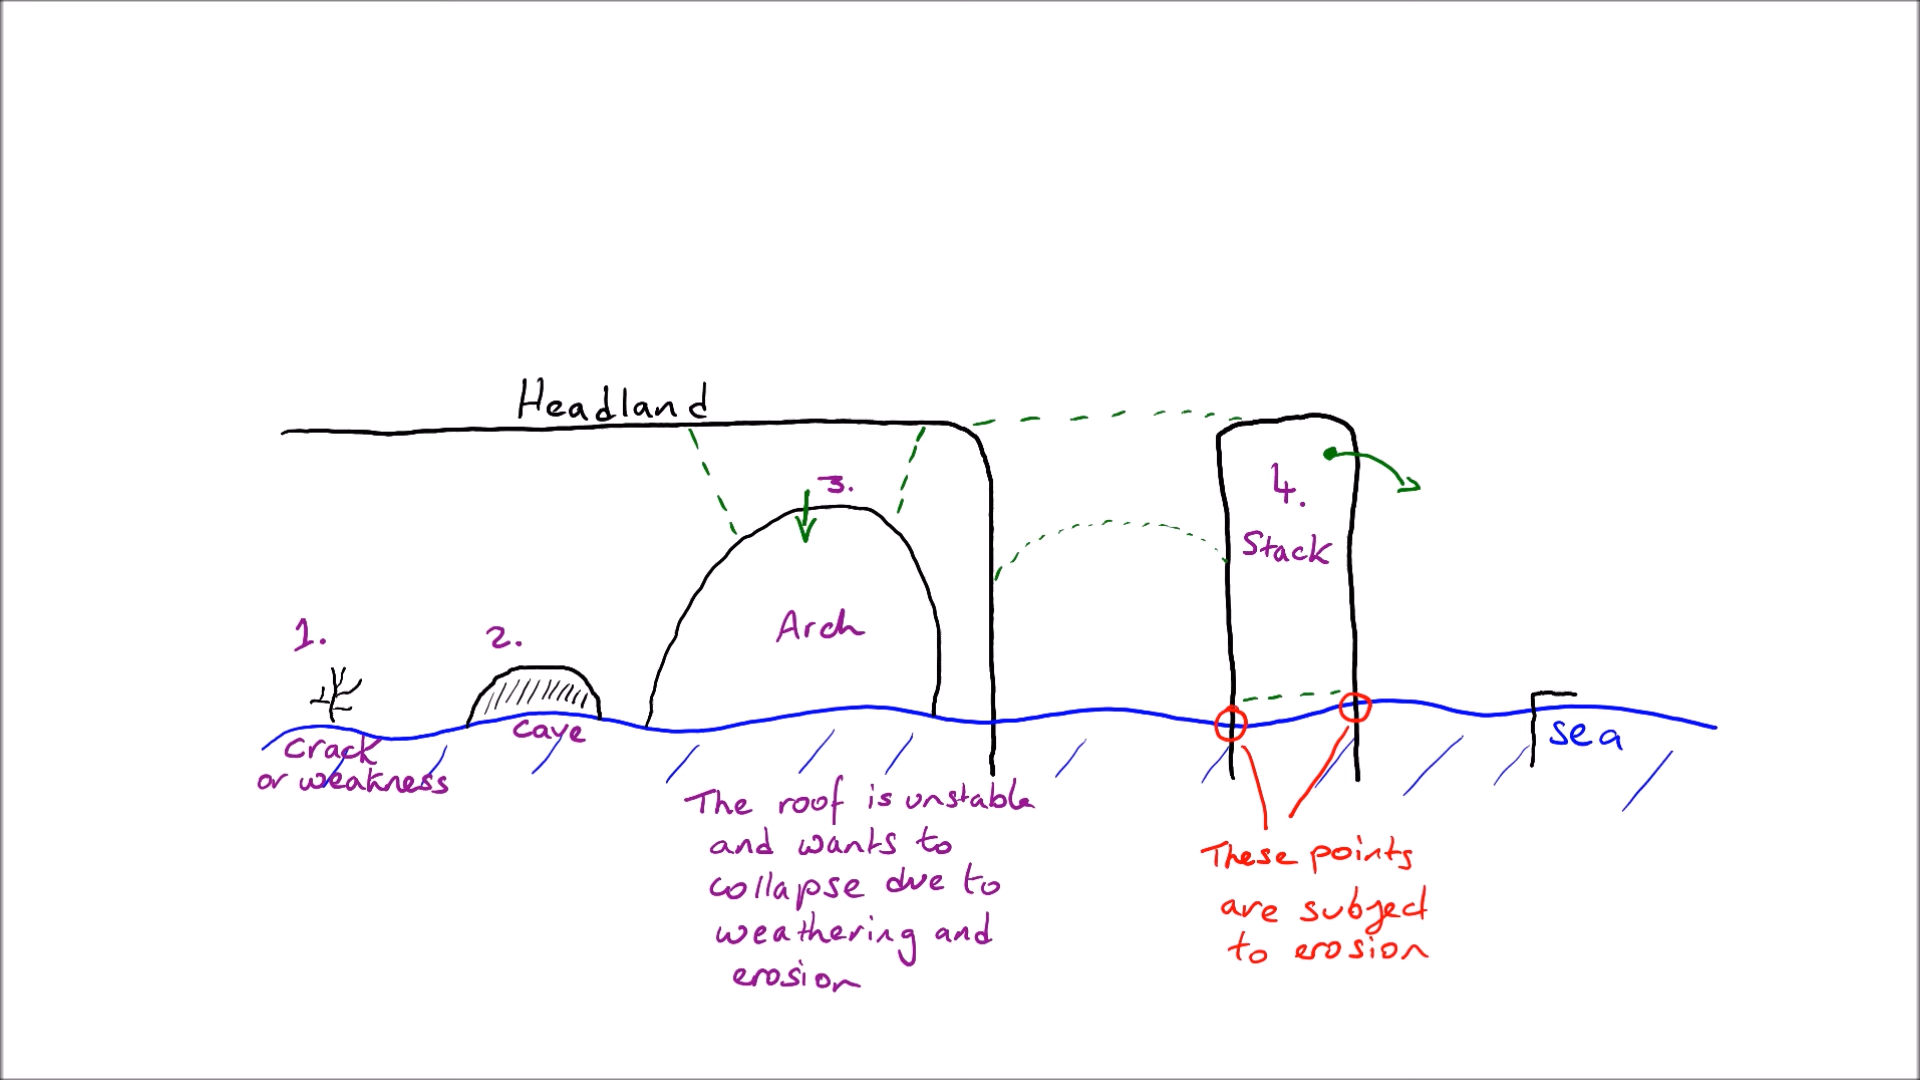 Headland
3.
4.
Stack
Arch
1.
2.
Crack
or weakness
Cave
sea
The roof is unstable
and wants to
collapse due to
weathering and
erosion
These points
are subject
to erosion